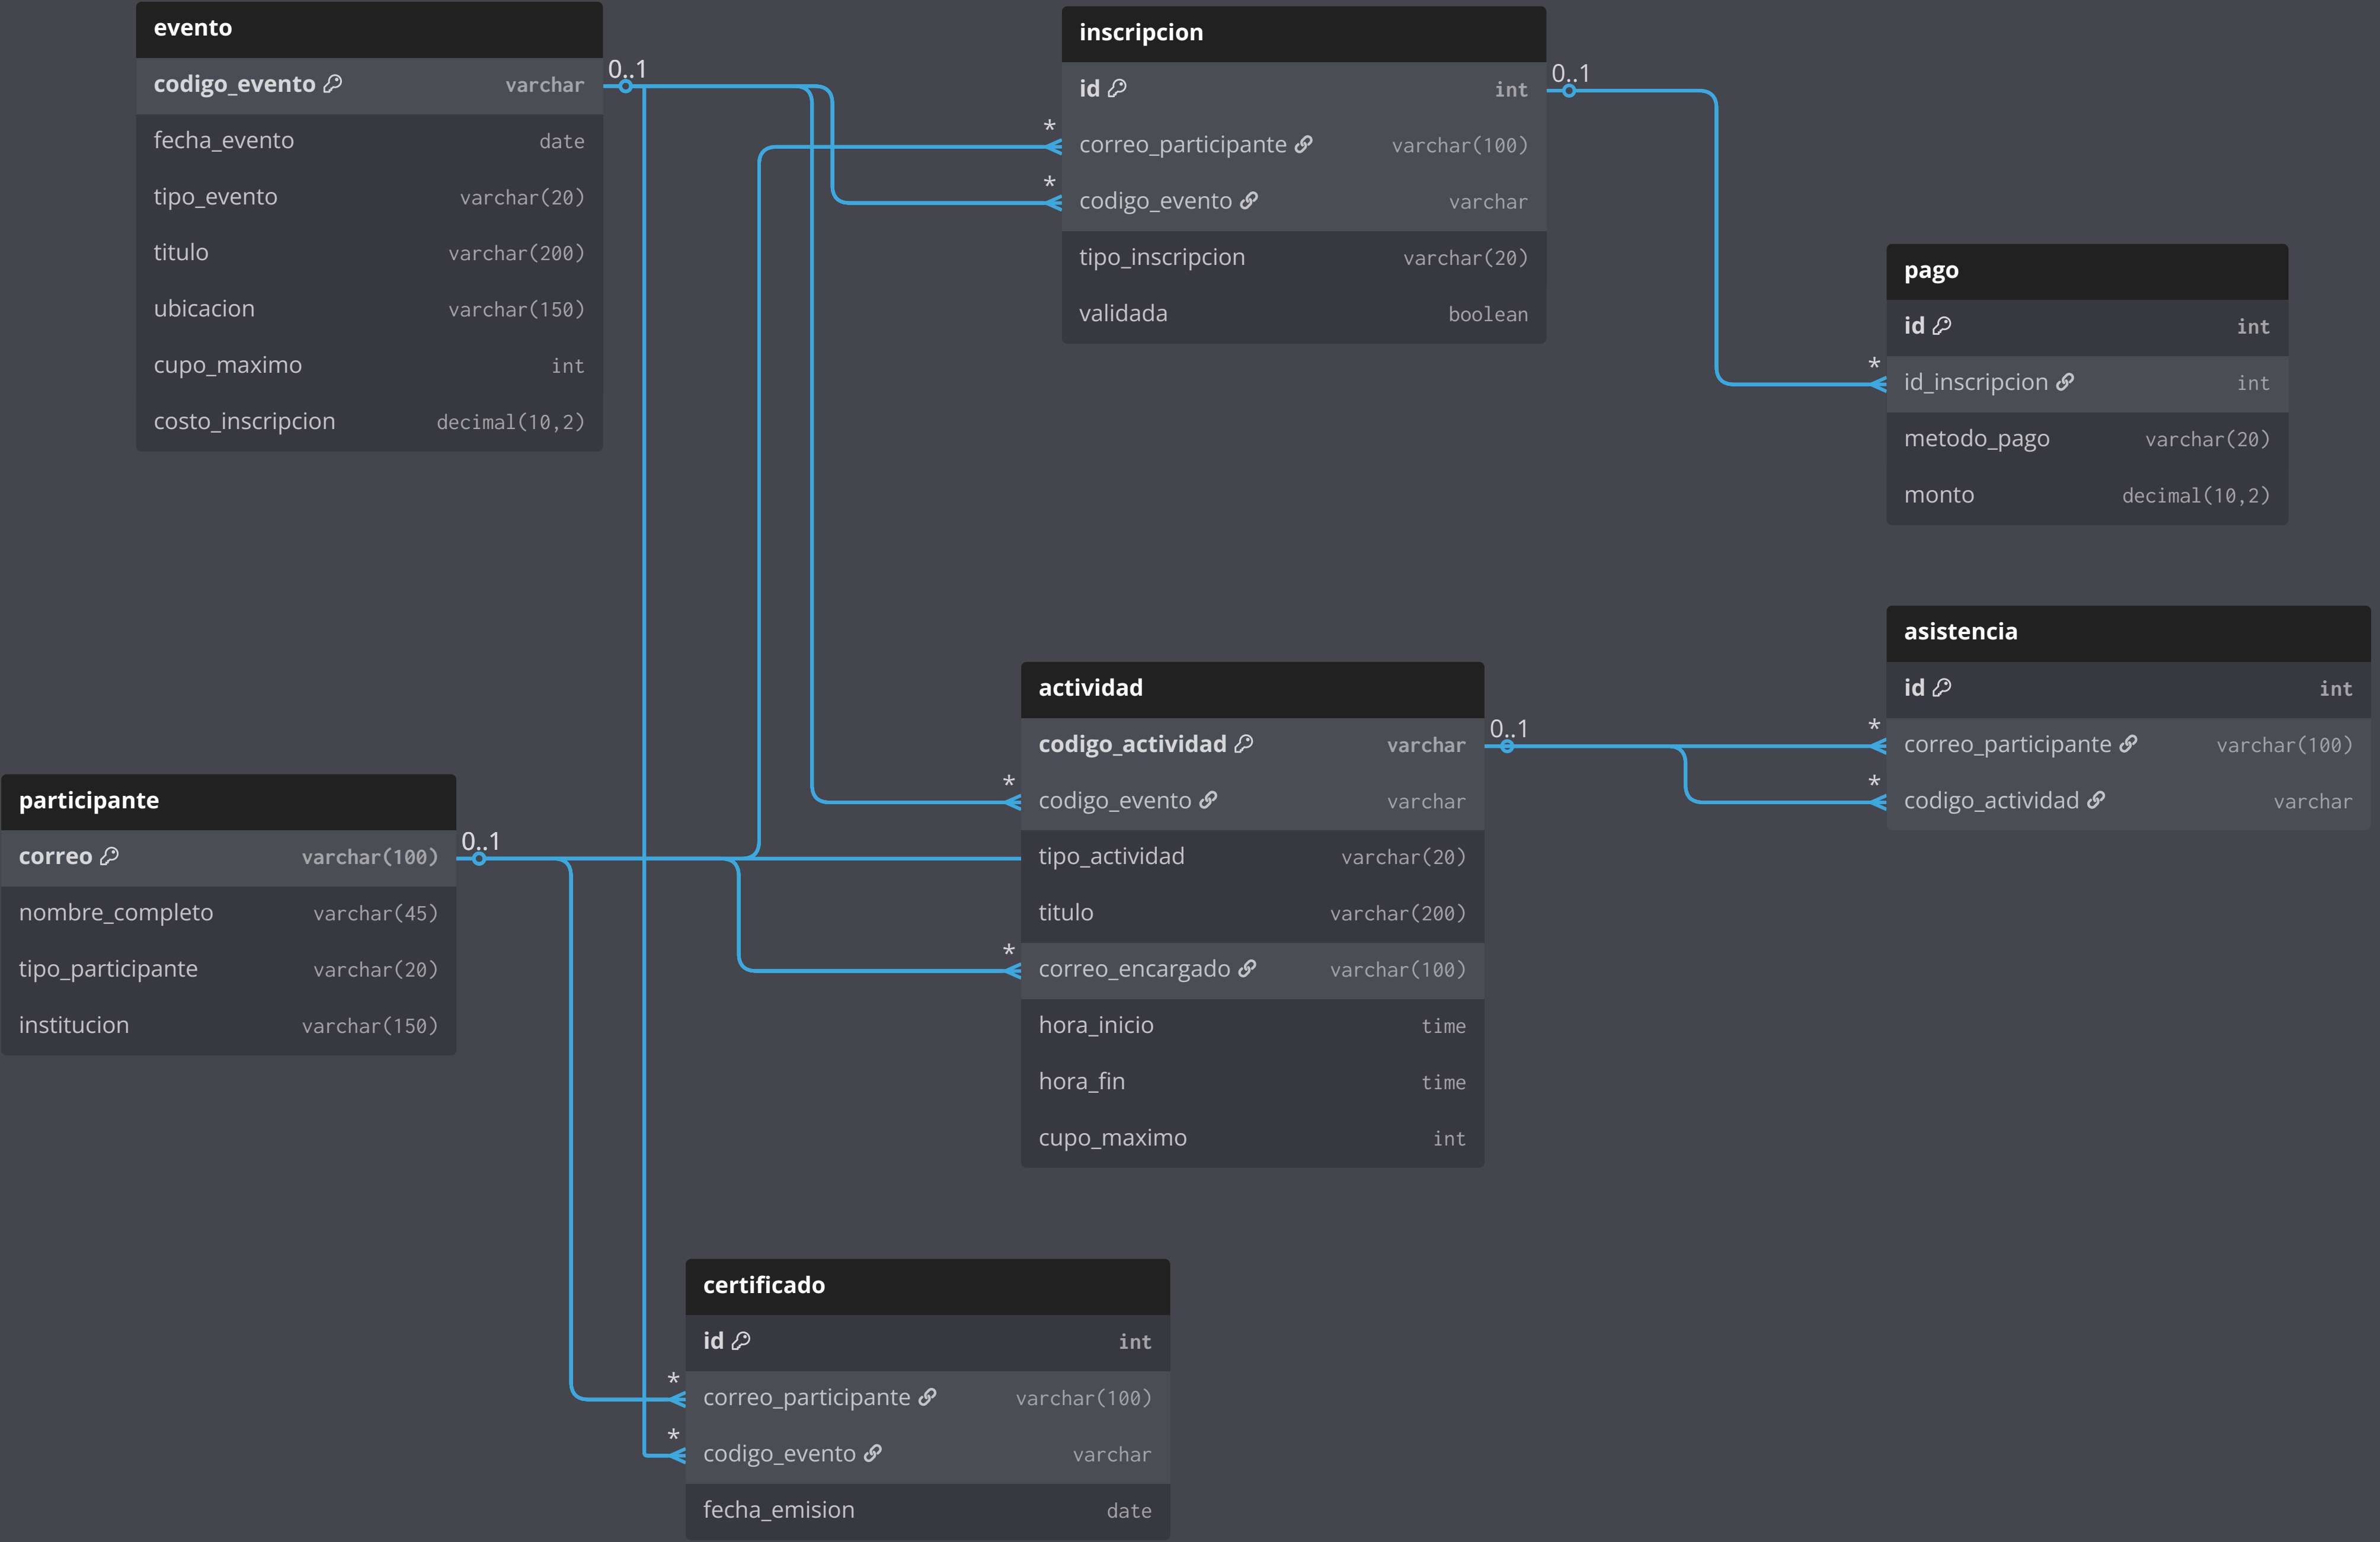 evento
codigo_evento varchar
fecha_evento date
tipo_evento varchar(20)
titulo varchar(200)
ubicacion varchar(150)
cupo_maximo int
costo_inscripcion decimal(10,2)
0..1
inscripcion
id int
correo_participante varchar(100)
codigo_evento varchar
tipo_inscripcion varchar(20)
validada boolean
0..1
*
*
pago
id int
id_inscripcion int
metodo_pago varchar(20)
monto decimal(10,2)
*
asistencia
id int
correo_participante varchar(100)
codigo_actividad varchar
*
*
actividad
codigo_actividad varchar
codigo_evento varchar
tipo_actividad varchar(20)
titulo varchar(200)
correo_encargado varchar(100)
hora_inicio time
hora_fin time
cupo_maximo int
0..1
*
*
participante
correo varchar(100)
nombre_completo varchar(45)
tipo_participante varchar(20)
institucion varchar(150)
0..1
certificado
id int
correo_participante varchar(100)
codigo_evento varchar
fecha_emision date
*
*